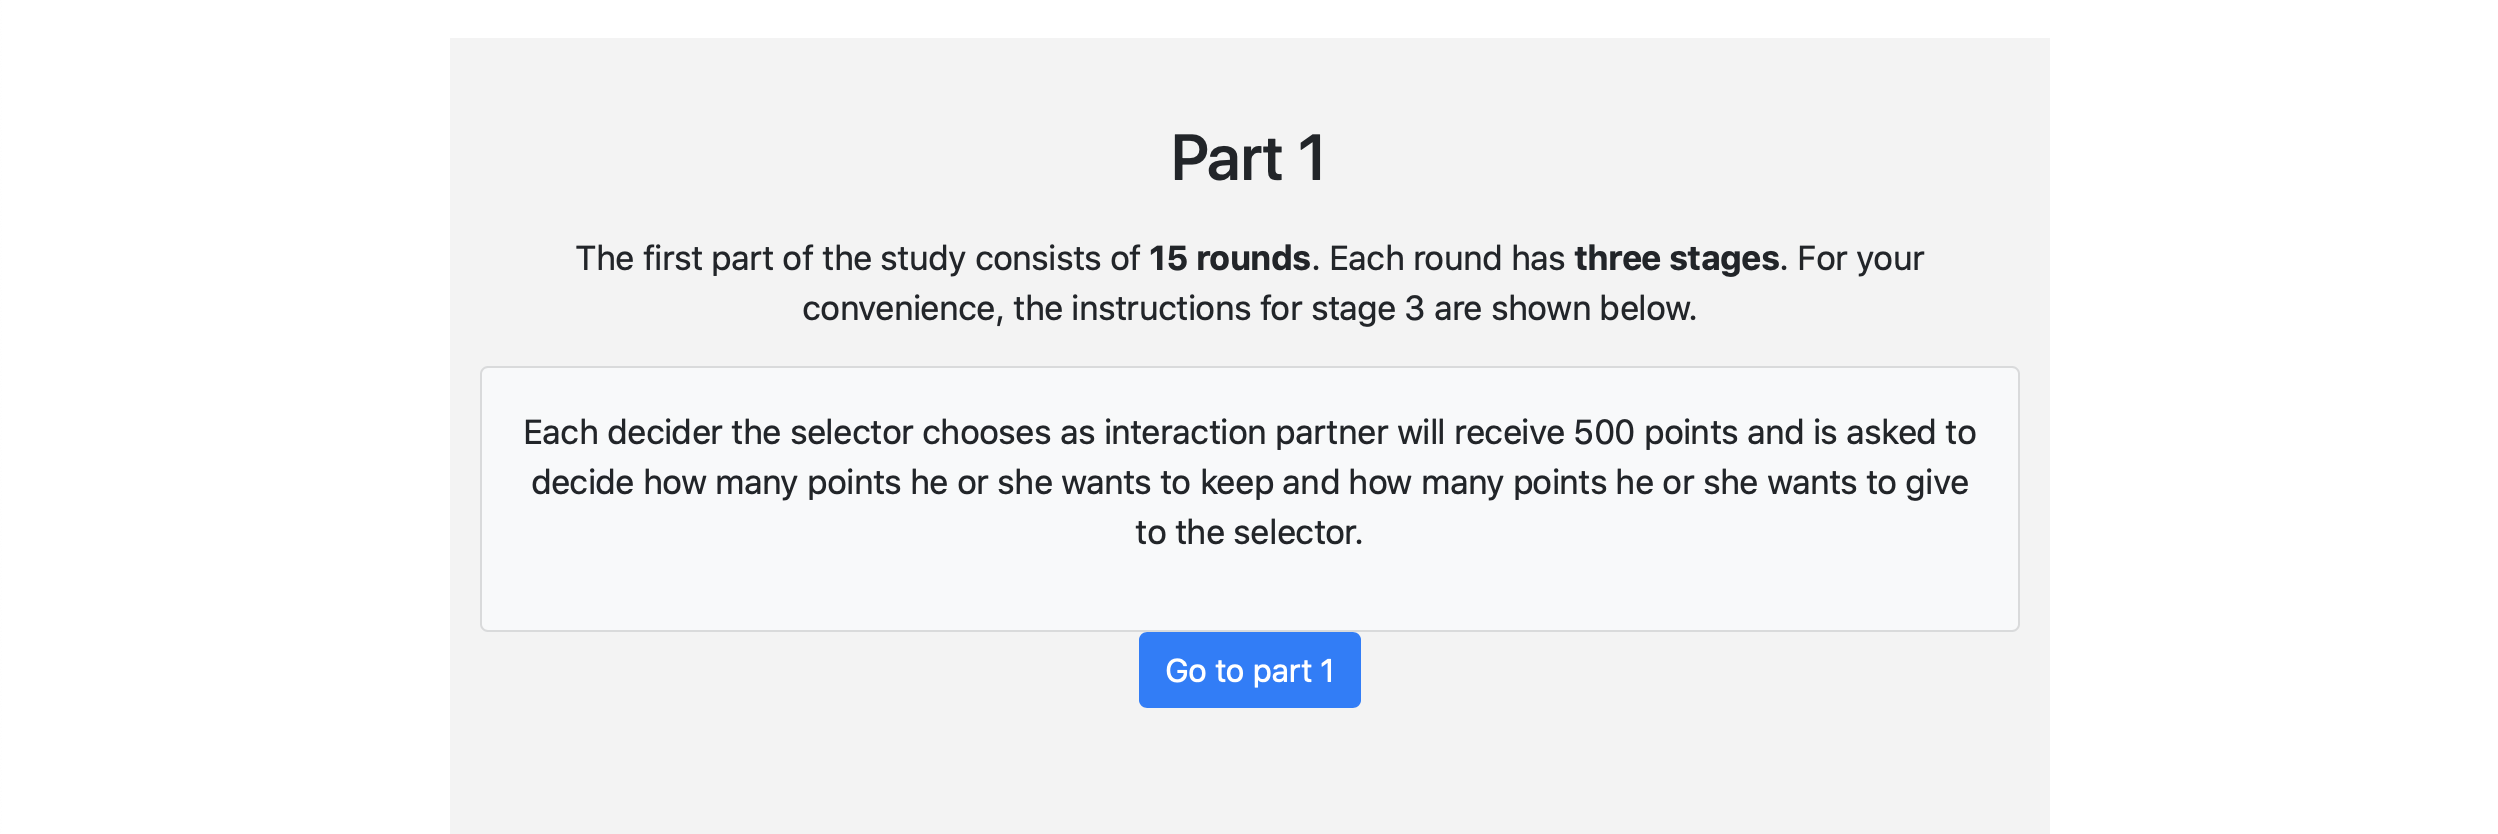 Part 1
The first part of the study consists of 15 rounds. Each round has three stages. For your
convenience, the instructions for stage 3 are shown below.
Each decider the selector chooses as interaction partner will receive 500 points and is asked to
decide how many points he or she wants to keep and how many points he or she wants to give
to the selector.
Go to part 1